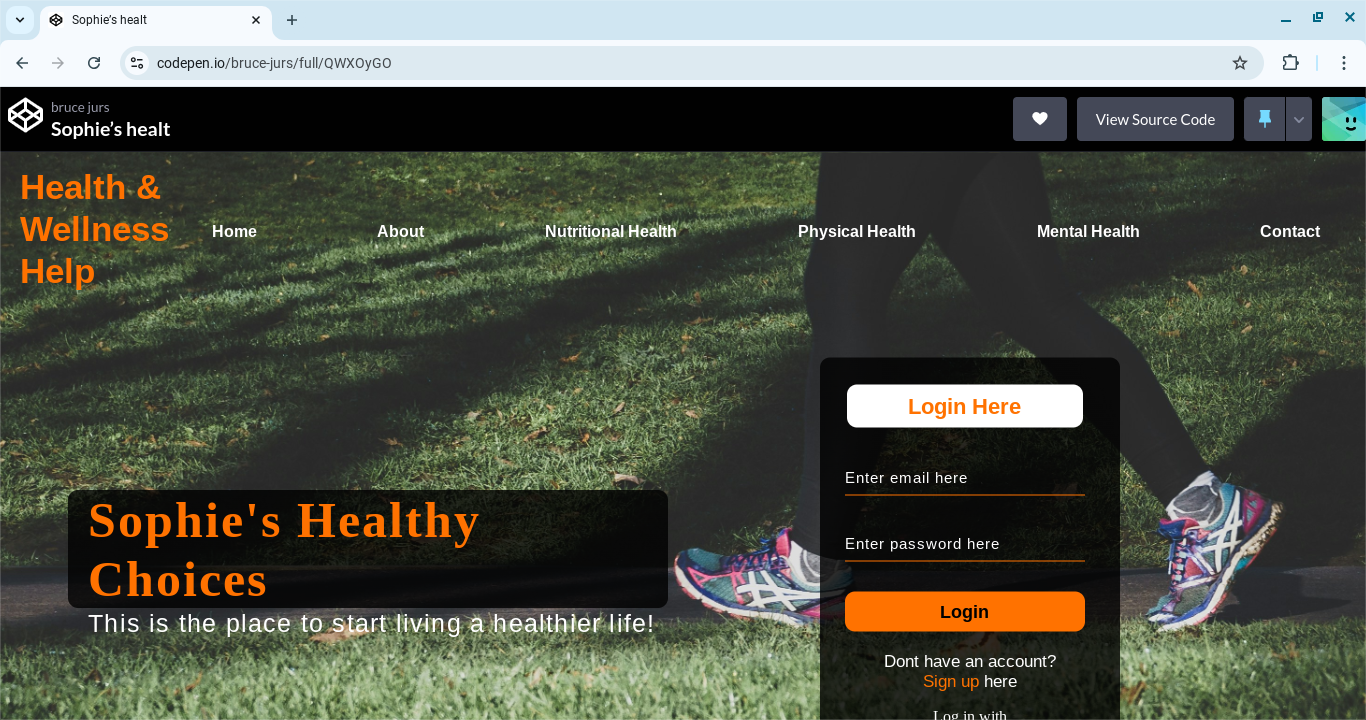 Sophie’s healt
codepen.io/bruce-jurs/full/QWXOyGO
bruce jurs
Sophie’s healt
View Source Code
Health &
Wellness
Help
Home
About
Nutritional Health
Physical Health
Mental Health
Contact
Login Here
Enter email here
Enter password here
Login
Dont have an account?
Sign up here
Log in with
Sophie's Healthy
Choices
This is the place to start living a healthier life!